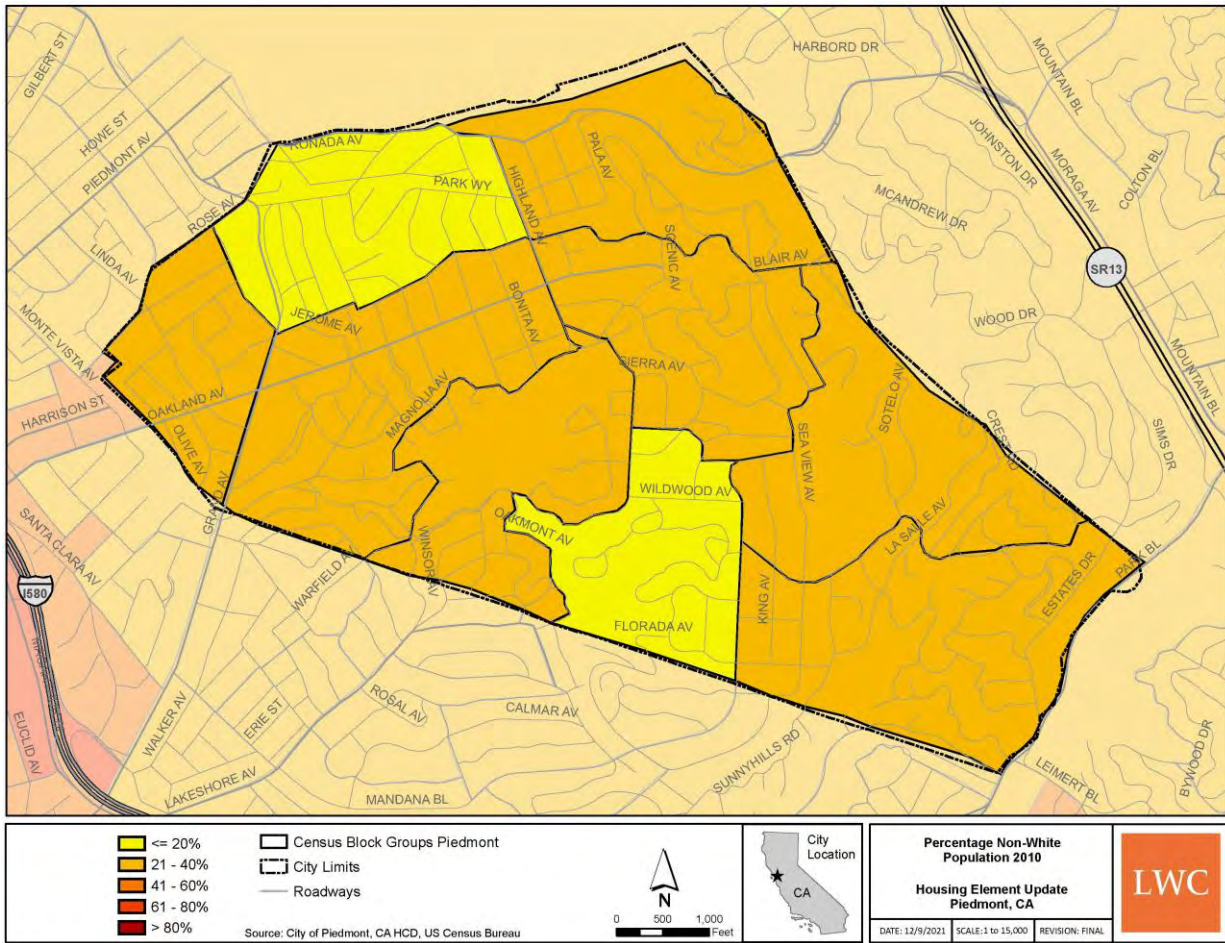 GILBERT ST
HARBORD DR
MOUNTAIN BL
HOWE ST
PIEDMONT AV
JOHNSTON DR
MORAGA AV
COLTON BL
RONADA AV
PALA AV
PARK WY
HIGHLAND AV
MCANDREW DR
ROSE AV
LINDA AV
SCENIC AV
BLAIR AV
SR13
BONITA AV
JEROME AV
WOOD DR
MONTE VISTA AV
MOUNTAIN BL
SIERRA AV
HARRISON ST
OAKLAND AV
MAGNOLIA AV
SOTELO AV
OLIVE AV
SEA VIEW AV
CREST RD
SIMS DR
WILDWOOD AV
GRAND AV
OAKMONT AV
LA SALLE AV
SANTA CLARA AV
WINSOR AV
WARFIELD AV
PARK BL
ESTATES DR
I580
KING AV
FLORADA AV
EUCLID AV
WALKER AV
ERIE ST
ROSAL AV
CALMAR AV
SUNNYHILLS RD
LAKESHORE AV
MANDANA BL
LEIMERT BL
BYWOOD DR
<= 20%
21 - 40%
41 - 60%
61 - 80%
> 80%
Census Block Groups Piedmont
City Limits
Roadways
Source: City of Piedmont, CA HCD, US Census Bureau
N
0 500 1,000
Feet
City
Location
CA
Percentage Non-White
Population 2010
Housing Element Update
Piedmont, CA
DATE: 12/9/2021 SCALE:1 to 15,000 REVISION: FINAL
LWC